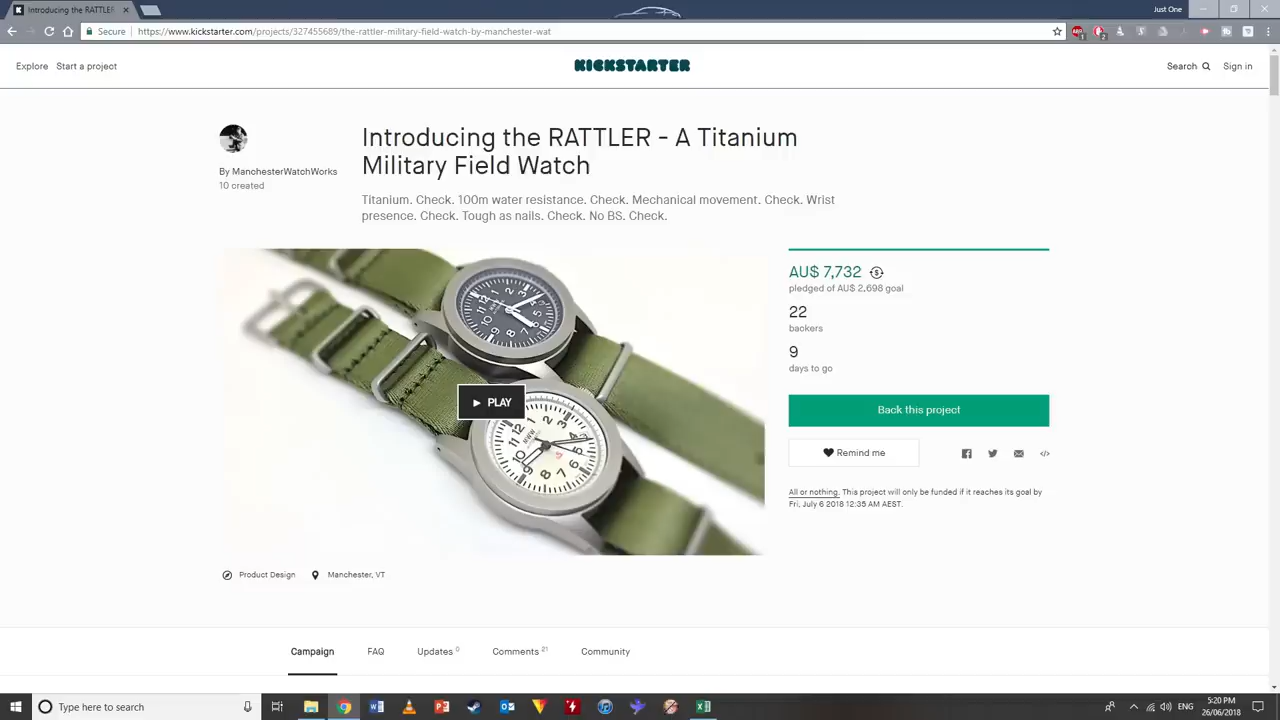 Introducing the RATTLER
Just One
Secure
https://www.kickstarter.com/projects/327455689/the-rattler-military-field-watch-by-manchester-wat
Explore
Start a project
KICKSTARTER
Search
Sign in
Introducing the RATTLER - A Titanium
Military Field Watch
By ManchesterWatchWorks
10 created
Titanium. Check. 100m water resistance. Check. Mechanical movement. Check. Wrist
presence. Check. Tough as nails. Check. No BS. Check.
PLAY
AU$ 7,732
pledged of AU$ 2,698 goal
22
backers
9
days to go
Back this project
Remind me
All or nothing. This project will only be funded if it reaches its goal by
Fri, July 6 2018 12:35 AM AEST.
Product Design
Manchester, VT
Campaign
FAQ
Updates 0
Comments 21
Community
Type here to search
ENG
5:20 PM
26/06/2018